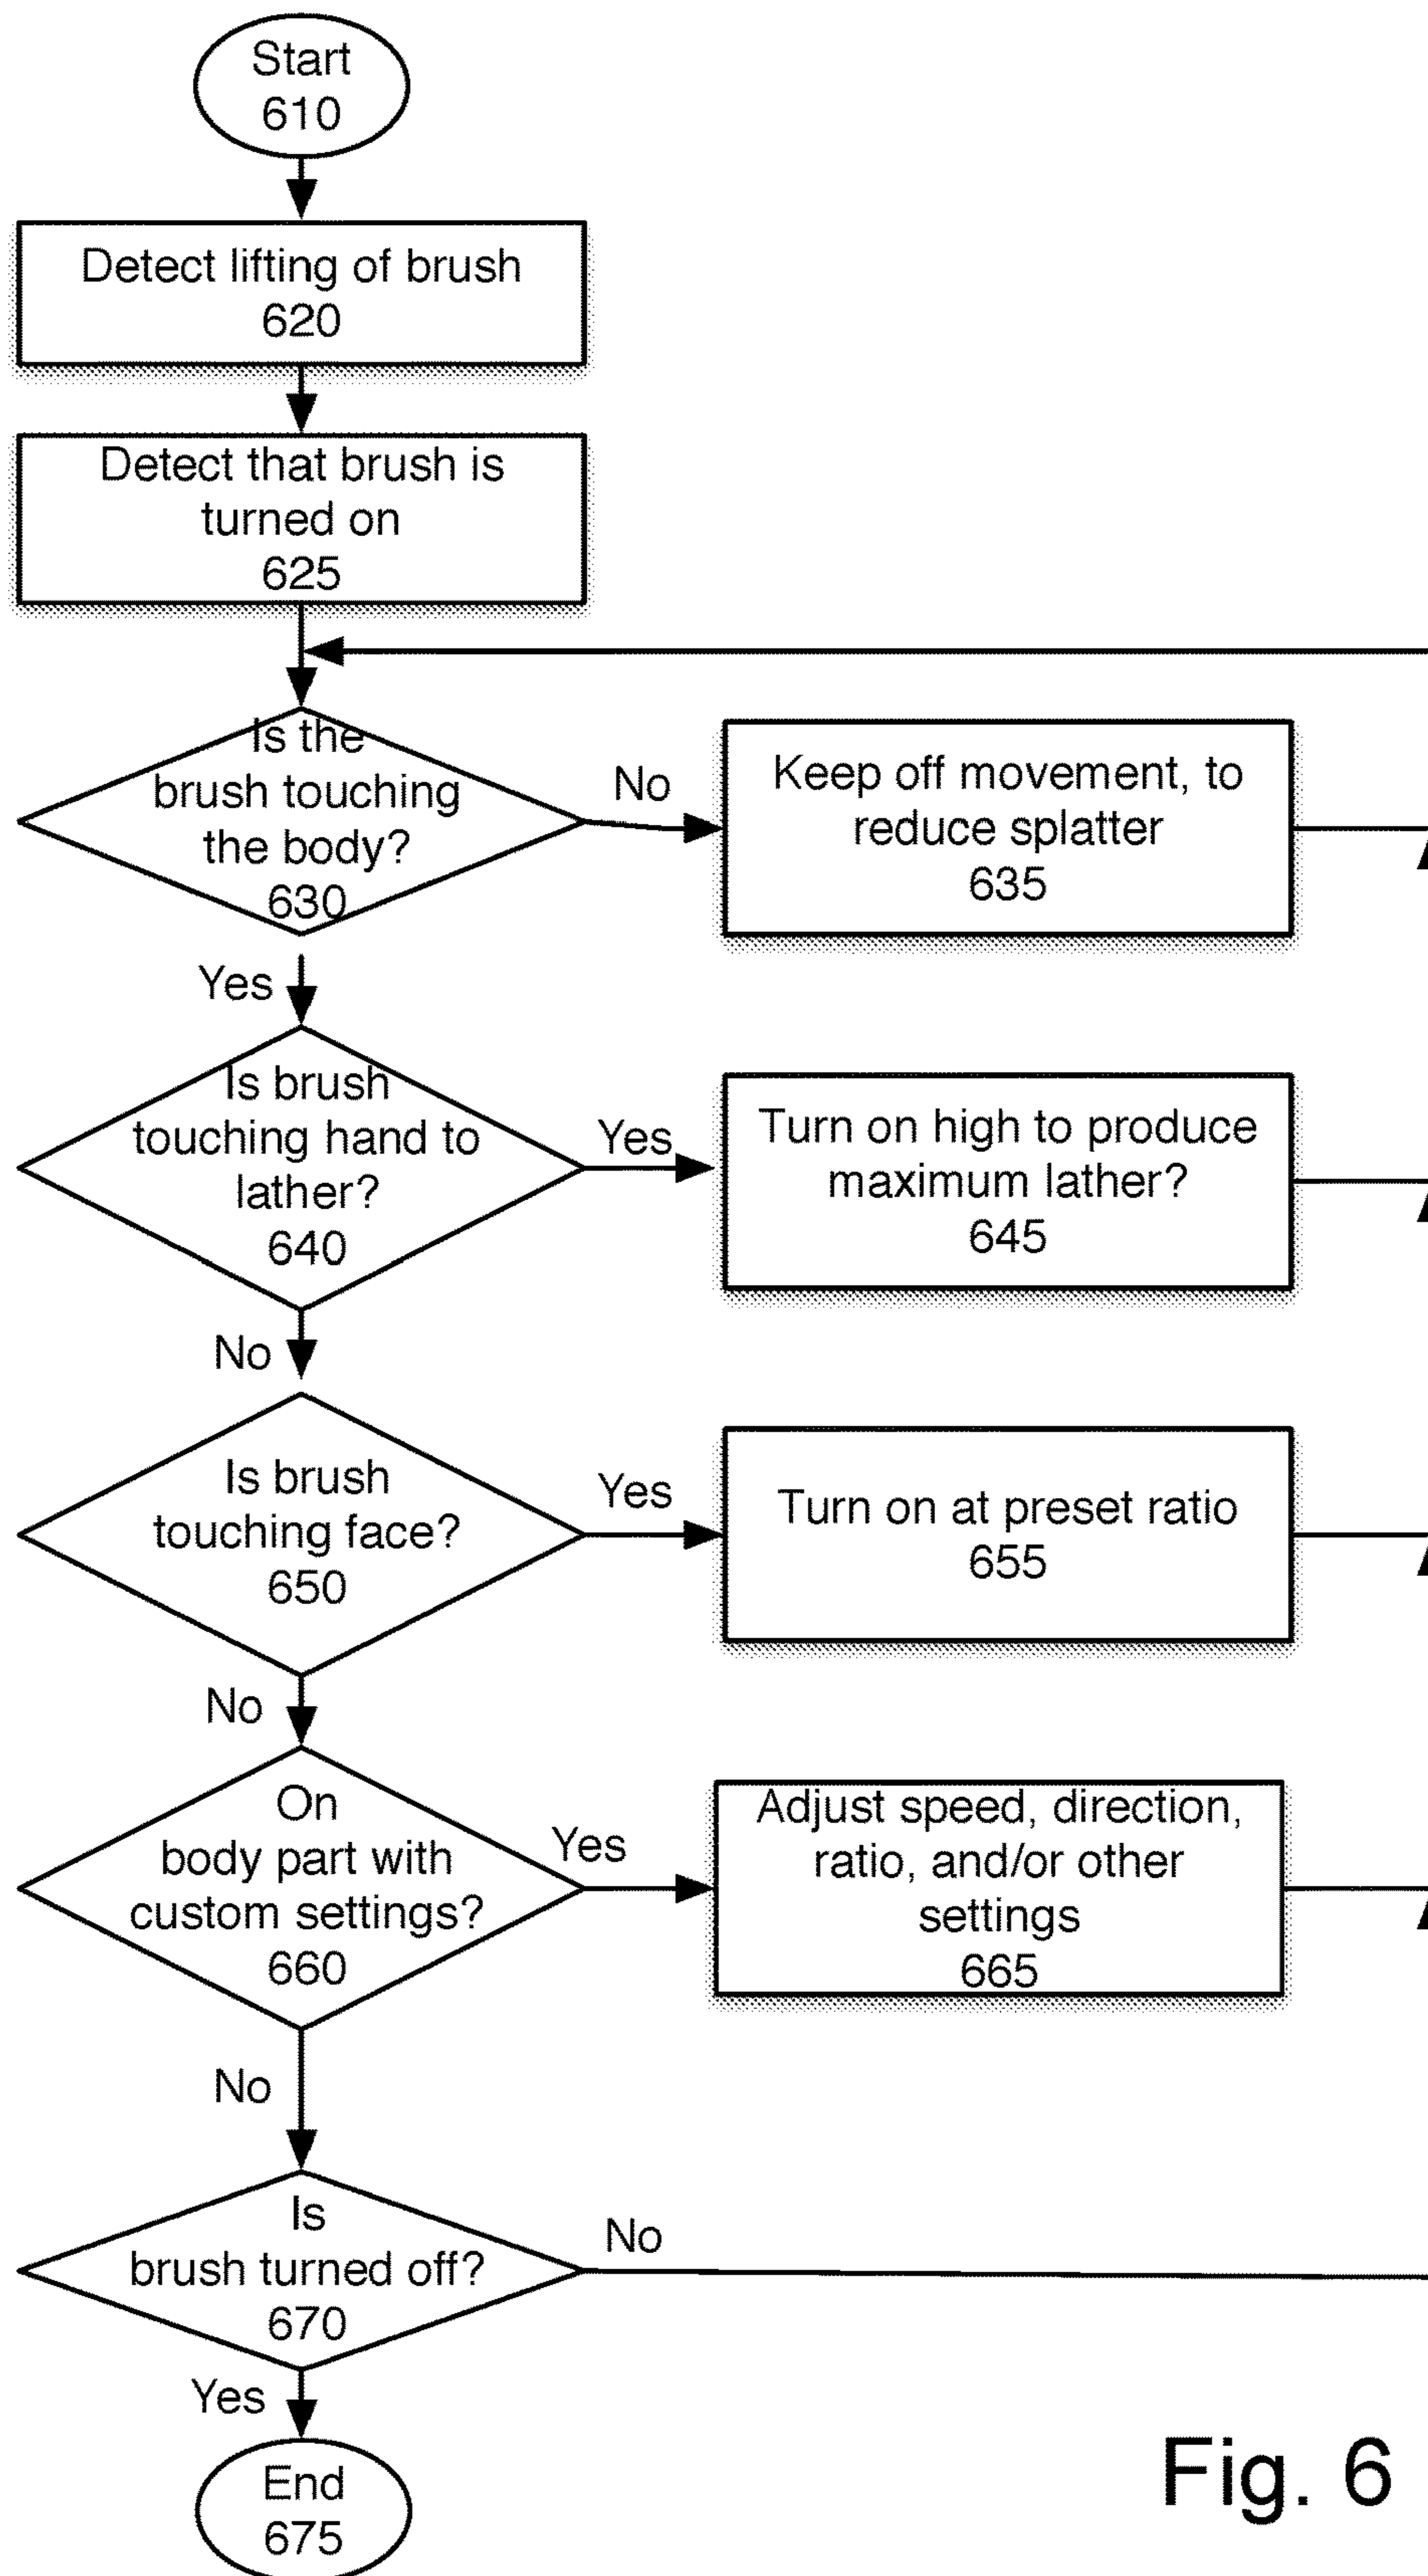 Start
610
Detect lifting of brush
620
Detect that brush is
turned on
625
Is the
brush touching
the body?
630
No
Keep off movement, to
reduce splatter
635
Yes
Is brush
touching hand to
lather?
640
Yes
Turn on high to produce
maximum lather?
645
No
Is brush
touching face?
650
Yes
Turn on at preset ratio
655
No
On
body part with
custom settings?
660
Yes
Adjust speed, direction,
ratio, and/or other
settings
665
No
Is
brush turned off?
670
No
Yes
End
675
Fig. 6